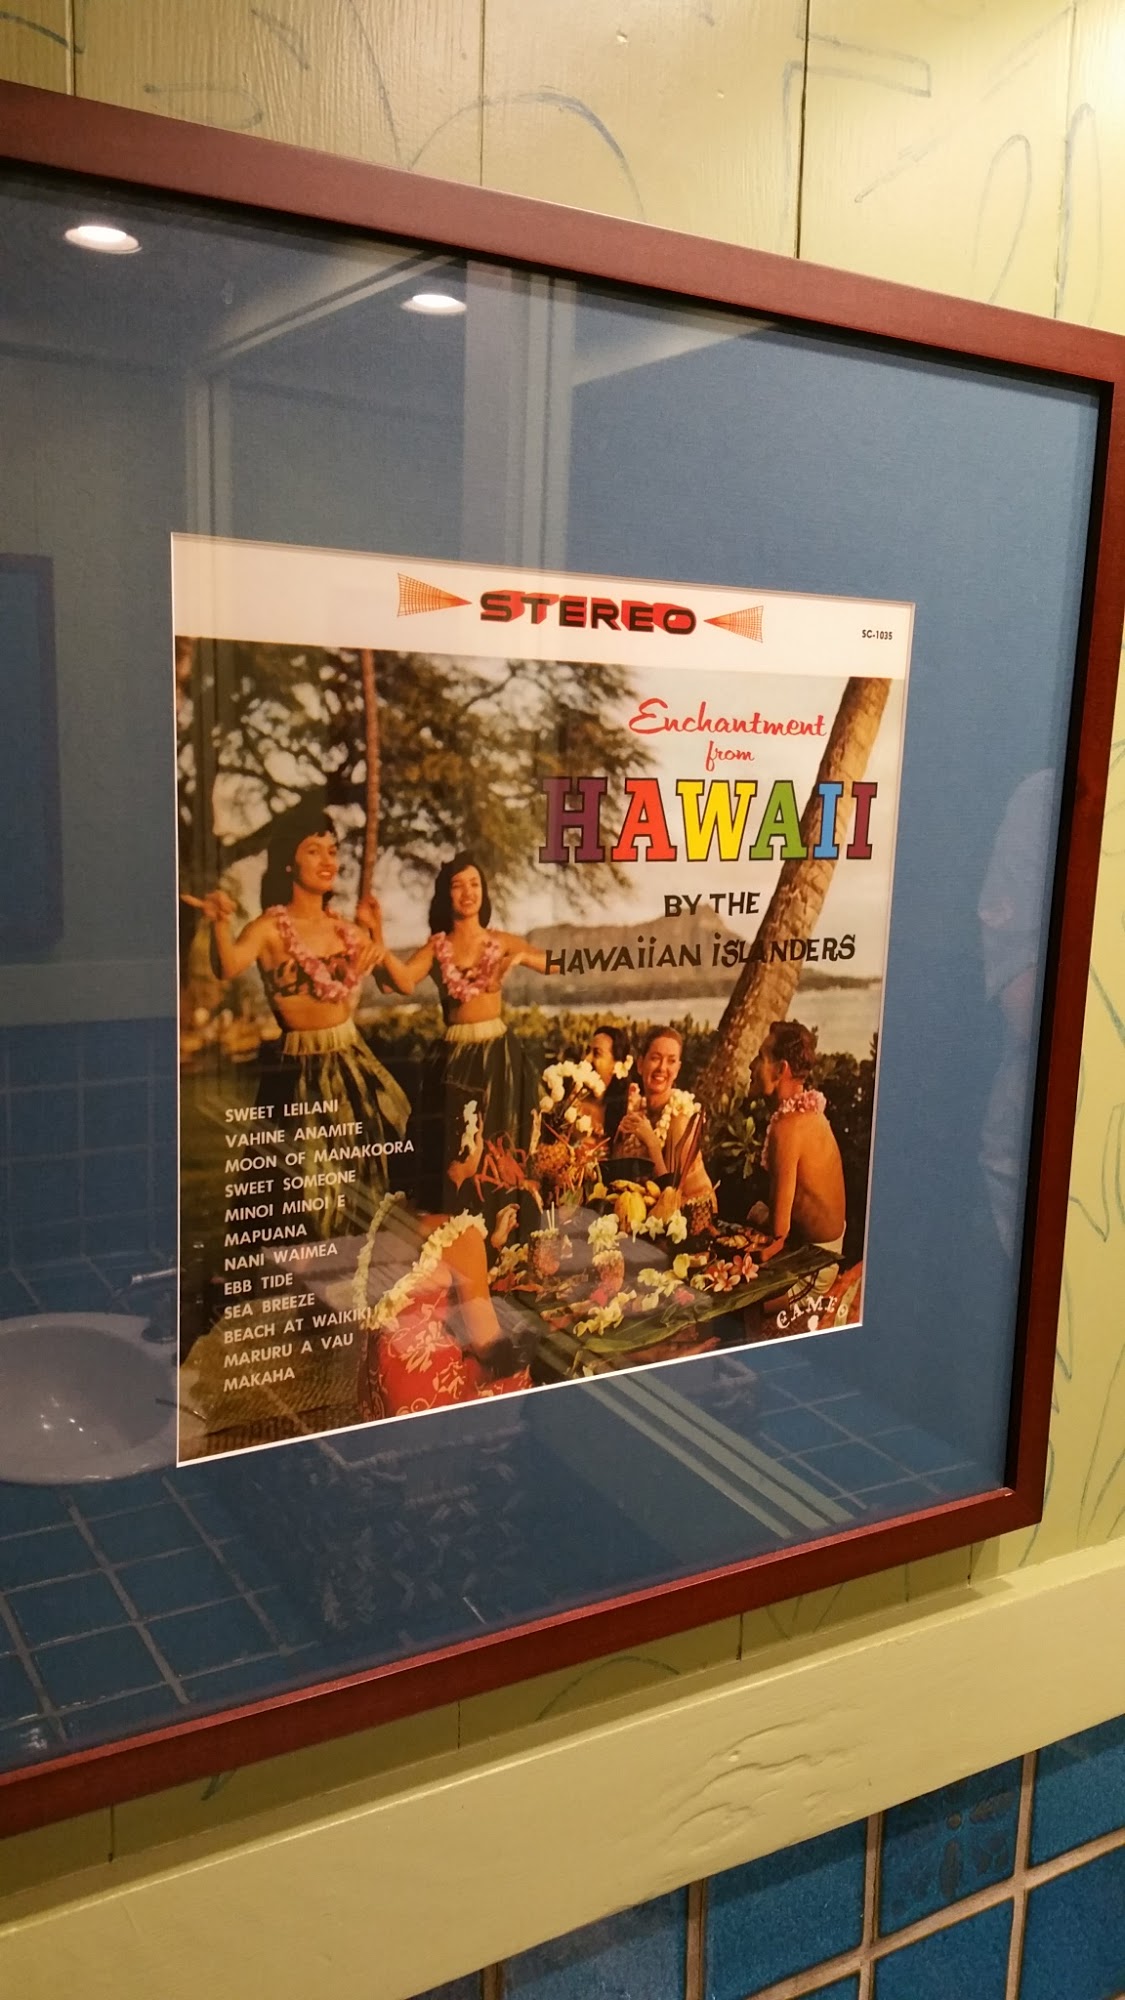 STEREO
SC-1035
Enchantment
from
HAWAII
BY THE
HAWAiiAN iSLANDERS
SWEET LEILANI
VAHINE ANAMITE
MOON OF MANAKOORA
SWEET SOMEONE
MINOI MINOI E
MAPUANA
NANI WAIMEA
EBB TIDE
SEA BREEZE
BEACH AT WAIKIKI
MARURU A VAU
MAKAHA
CAMEO